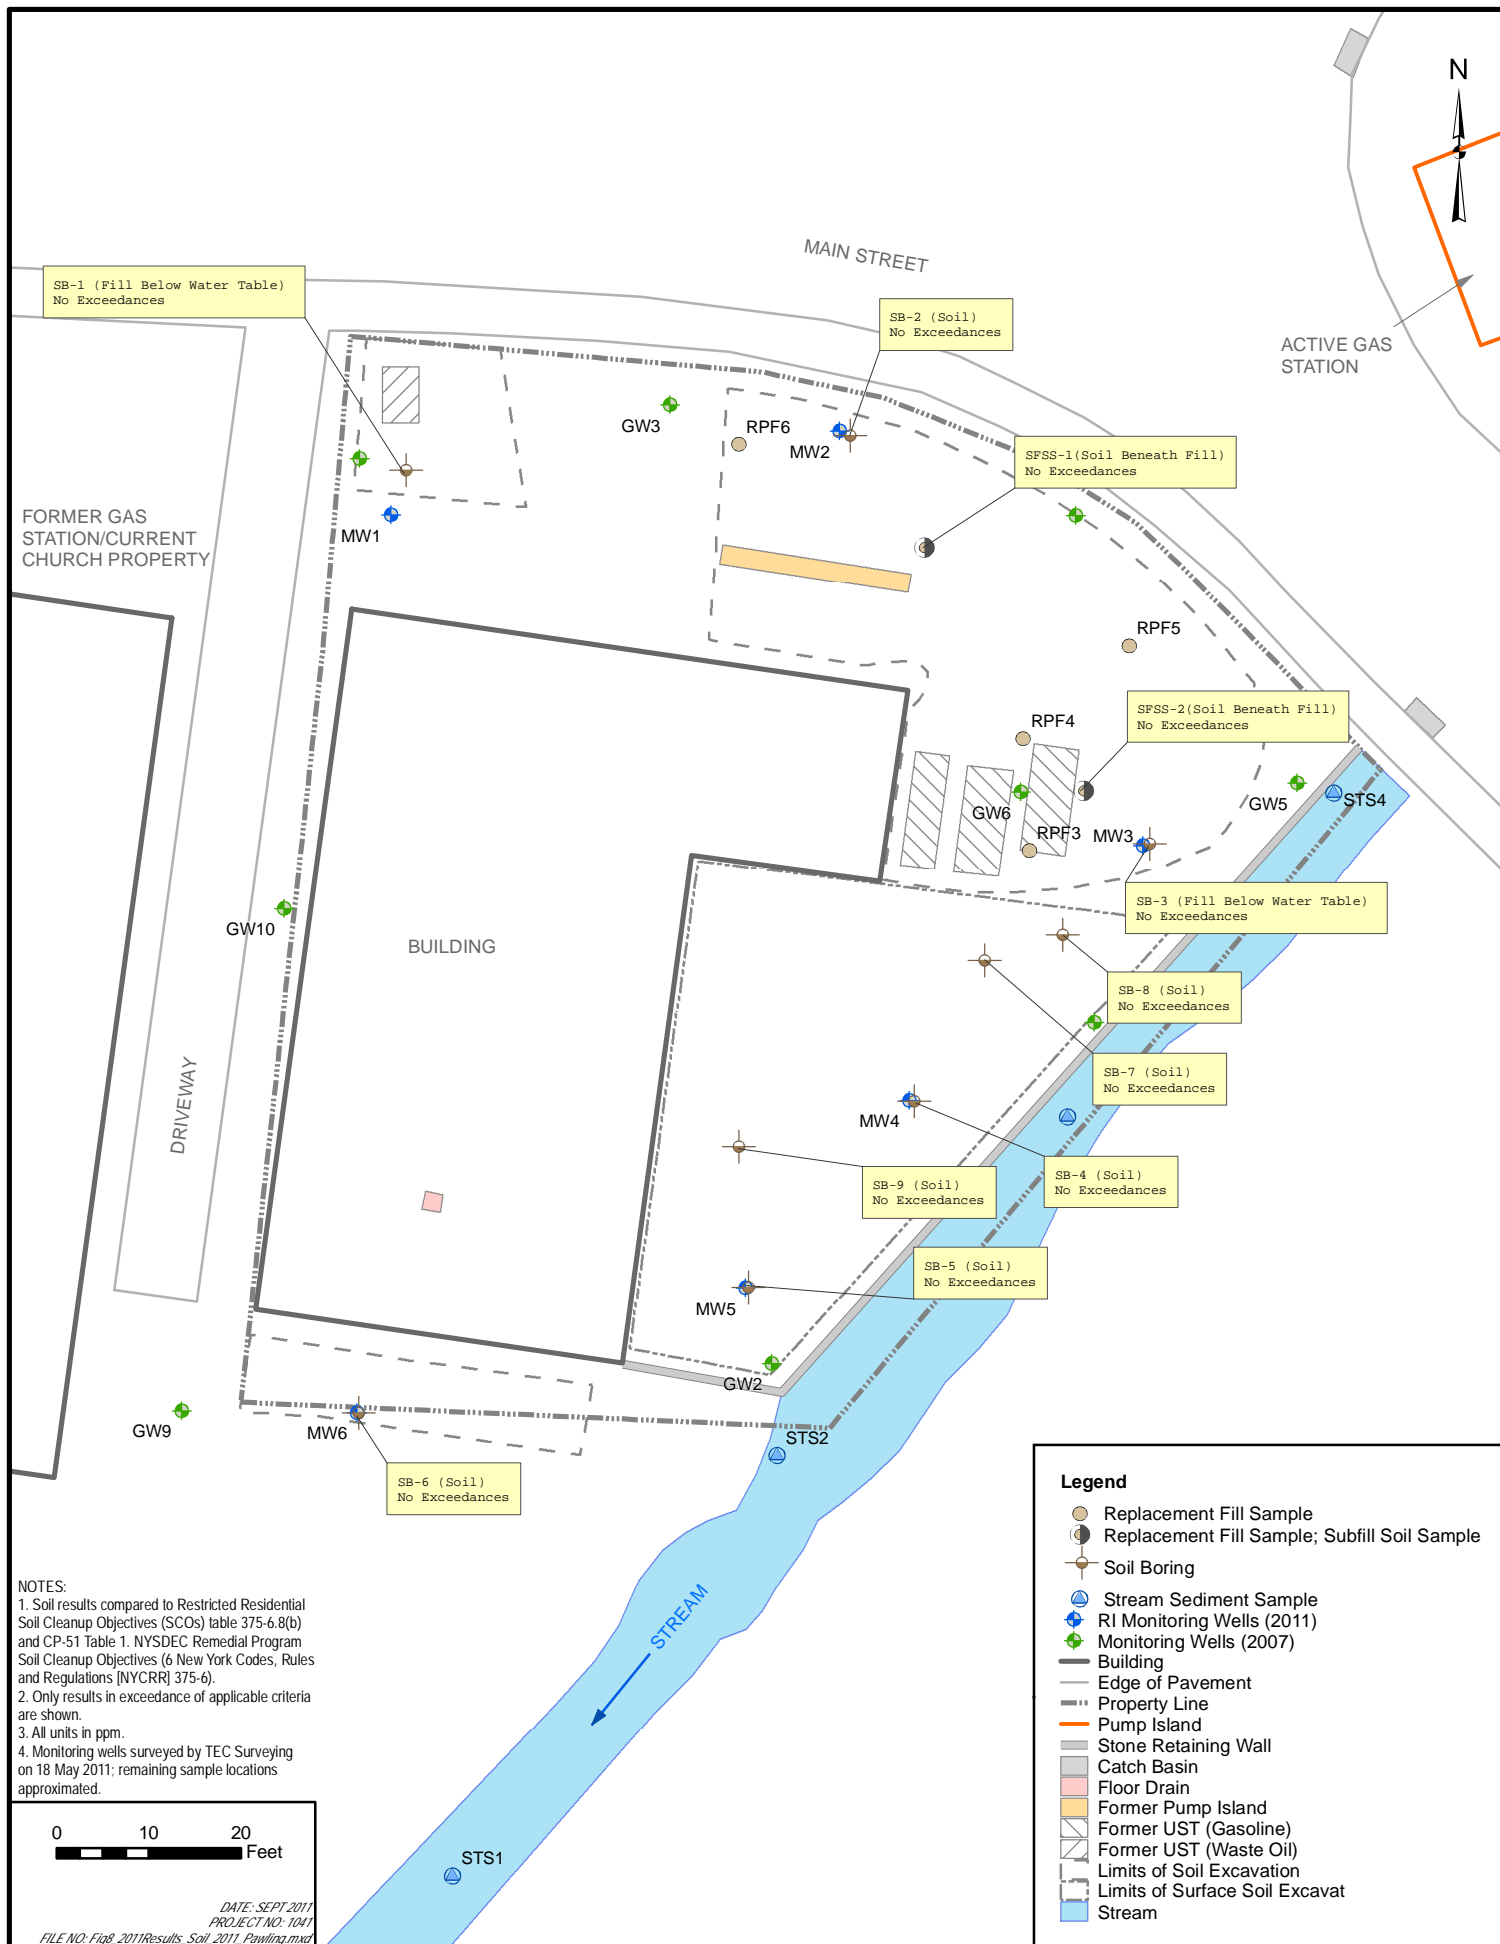 N
MAIN STREET
SB-1 (Fill Below Water Table)
No Exceedances
SB-2 (Soil)
No Exceedances
ACTIVE GAS
STATION
GW3
RPF6
MW2
SFSS-1(Soil Beneath Fill)
No Exceedances
FORMER GAS
STATION/CURRENT
CHURCH PROPERTY
MW1
RPF5
SFSS-2(Soil Beneath Fill)
No Exceedances
RPF4
GW6
GW5
STS4
RPF3
MW3
SB-3 (Fill Below Water Table)
No Exceedances
GW10
BUILDING
SB-8 (Soil)
No Exceedances
SB-7 (Soil)
No Exceedances
DRIVEWAY
MW4
SB-9 (Soil)
No Exceedances
SB-4 (Soil)
No Exceedances
SB-5 (Soil)
No Exceedances
MW5
GW2
GW9
MW6
STS2
SB-6 (Soil)
No Exceedances
STREAM
STS1
NOTES:
1. Soil results compared to Restricted Residential
Soil Cleanup Objectives (SCOs) table 375-6.8(b)
and CP-51 Table 1. NYSDEC Remedial Program
Soil Cleanup Objectives (6 New York Codes, Rules
and Regulations [NYCRR] 375-6).
2. Only results in exceedance of applicable criteria
are shown.
3. All units in ppm.
4. Monitoring wells surveyed by TEC Surveying
on 18 May 2011; remaining sample locations
approximated.
0 10 20
Feet
DATE: SEPT 2011
PROJECT NO: 1041
FILE NO: Fig8_2011Results_Soil_2011_Pawling.mxd
Legend
Replacement Fill Sample
Replacement Fill Sample; Subfill Soil Sample
Soil Boring
Stream Sediment Sample
RI Monitoring Wells (2011)
Monitoring Wells (2007)
Building
Edge of Pavement
Property Line
Pump Island
Stone Retaining Wall
Catch Basin
Floor Drain
Former Pump Island
Former UST (Gasoline)
Former UST (Waste Oil)
Limits of Soil Excavation
Limits of Surface Soil Excavat
Stream